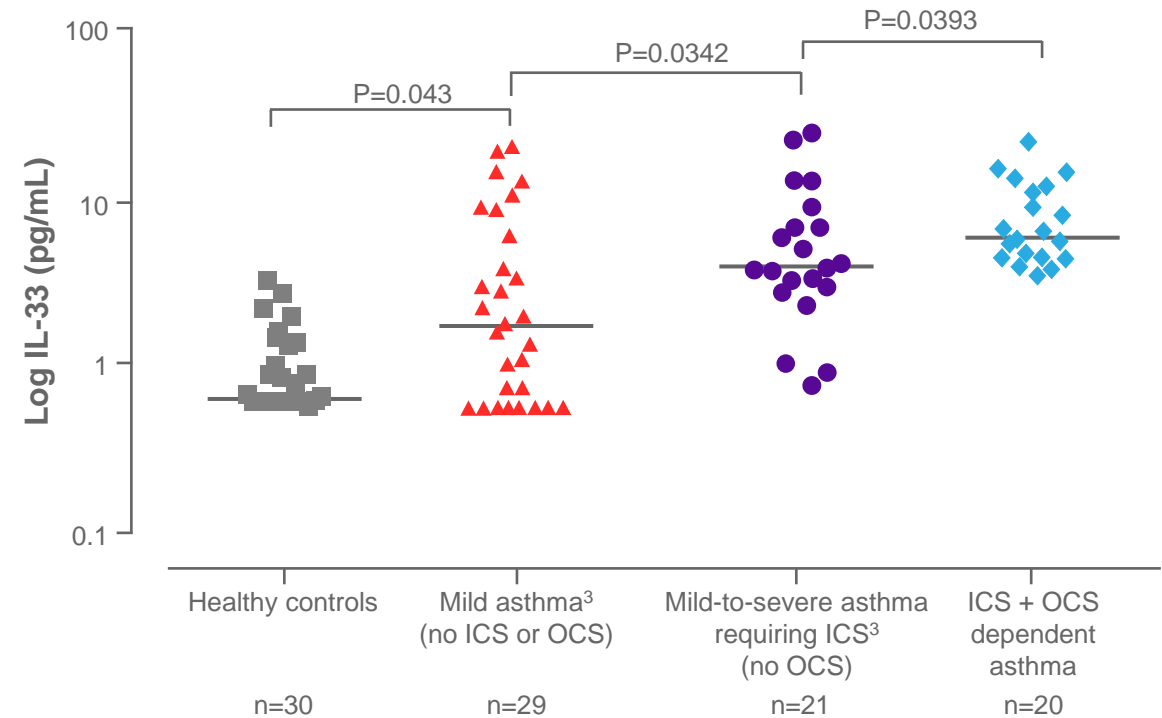 P=0.0393
P=0.0342
P=0.043
Log IL-33 (pg/mL)
100
10
1
0.1
Healthy controls
Mild asthma³
(no ICS or OCS)
Mild-to-severe asthma
requiring ICS³
(no OCS)
ICS + OCS
dependent
asthma
n=30
n=29
n=21
n=20